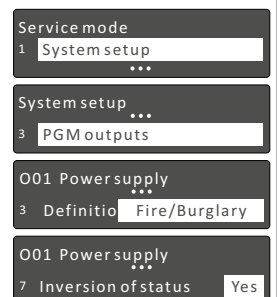 Service mode
1 System setup
•••
System setup
•••
3 PGM outputs
O01 Power supply
•••
3 Definitio Fire/Burglary
O01 Power supply
•••
7 Inversion of status Yes